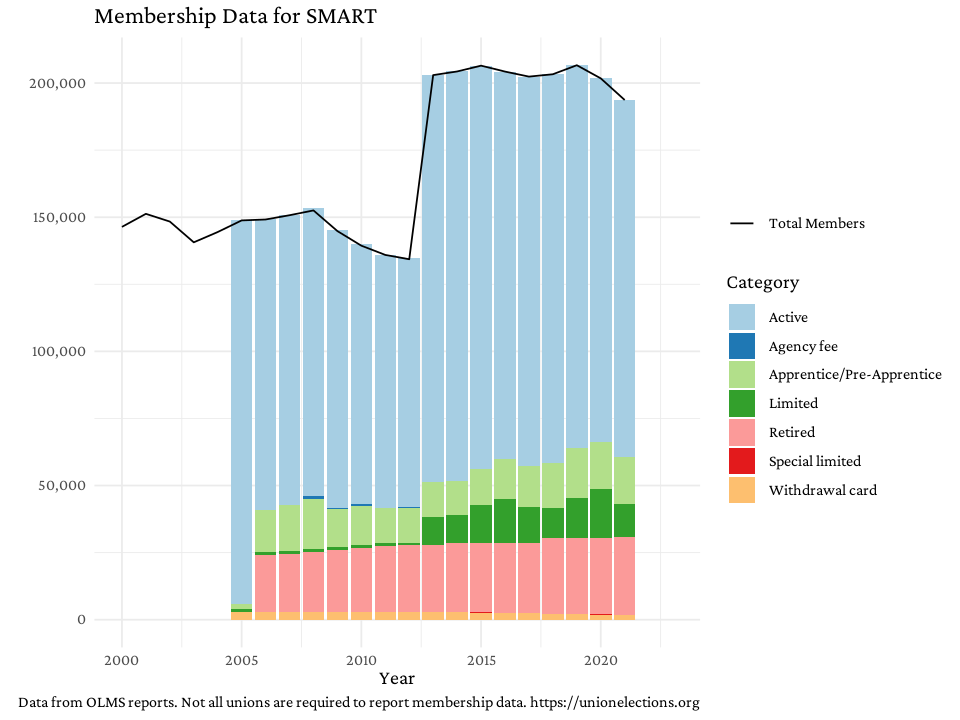 Membership Data for SMART
200,000
150,000
100,000
50,000
0
2000
2005
2010
2015
2020
Year
Total Members
Category
Active
Agency fee
Apprentice/Pre-Apprentice
Limited
Retired
Special limited
Withdrawal card
Data from OLMS reports. Not all unions are required to report membership data. https://unionelections.org